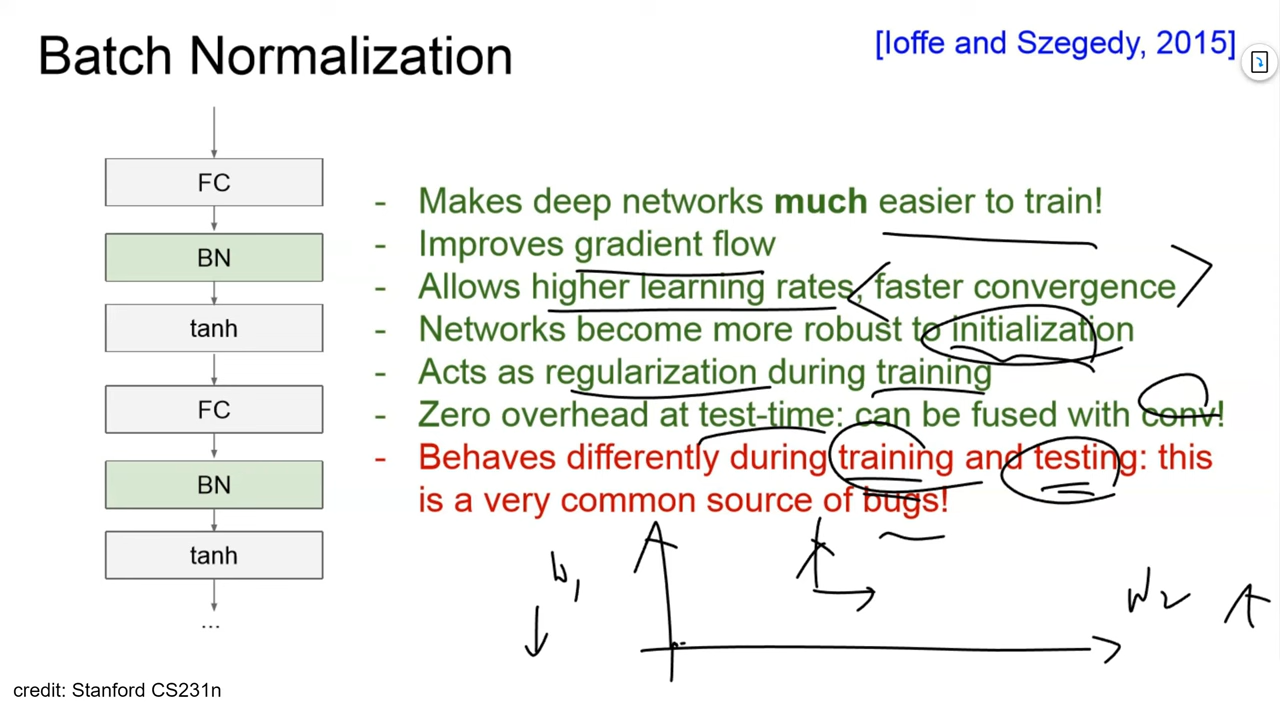 Batch Normalization
[Ioffe and Szegedy, 2015]
FC
BN
tanh
FC
BN
tanh
...
- Makes deep networks much easier to train!
- Improves gradient flow
- Allows higher learning rates, faster convergence
- Networks become more robust to initialization
- Acts as regularization during training
- Zero overhead at test-time: can be fused with conv!
- Behaves differently during training and testing: this
is a very common source of bugs!
W1
W2
credit: Stanford CS231n